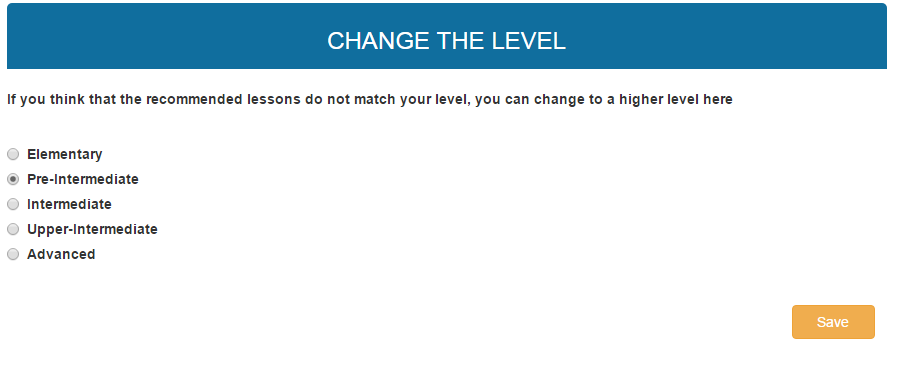 CHANGE THE LEVEL
If you think that the recommended lessons do not match your level, you can change to a higher level here
Elementary
Pre-Intermediate
Intermediate
Upper-Intermediate
Advanced
Save